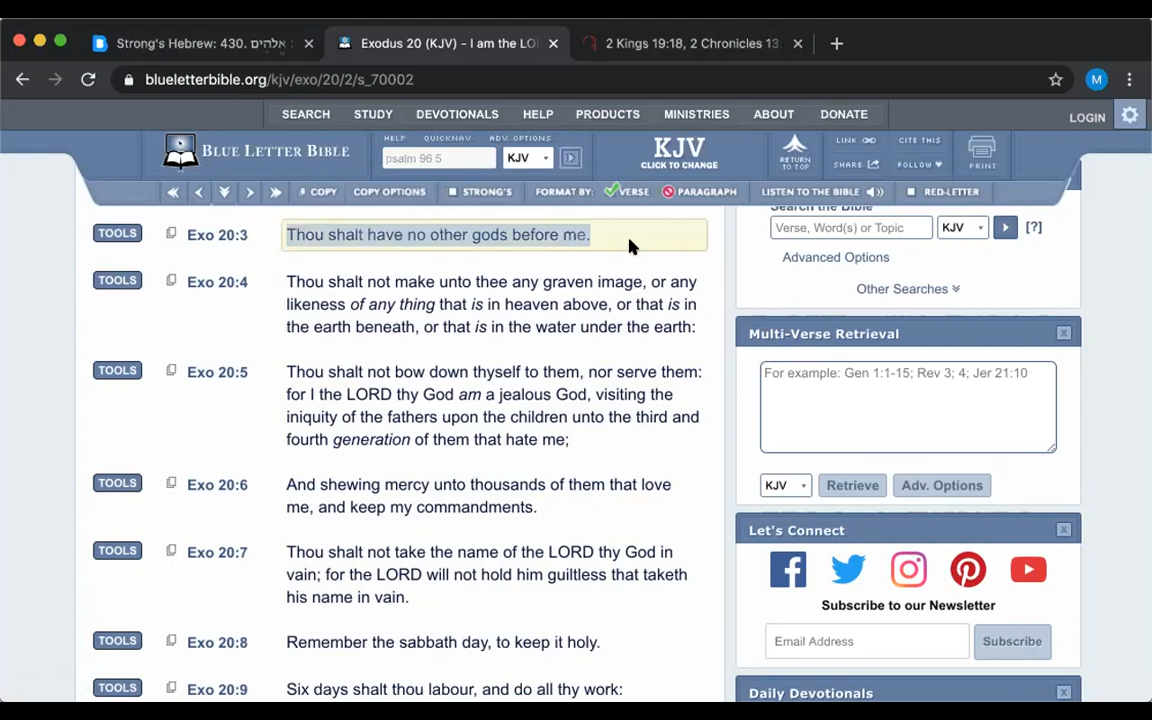 Strong's Hebrew: 430. אֱלֹהִים
Exodus 20 (KJV) - I am the LO
2 Kings 19:18, 2 Chronicles 13
blueletterbible.org/kjv/exo/20/2/s_70002
M
SEARCH STUDY DEVOTIONALS HELP PRODUCTS MINISTRIES ABOUT DONATE
LOGIN
BLUE LETTER BIBLE
HELP QUICKNAV ADV. OPTIONS
psalm 96 5
KJV
KJV
CLICK TO CHANGE
RETURN
TO TOP
LINK
CITE THIS
SHARE
FOLLOW
PRINT
COPY COPY OPTIONS STRONG'S FORMAT BY: VERSE PARAGRAPH LISTEN TO THE BIBLE RED-LETTER
TOOLS Exo 20:3 Thou shalt have no other gods before me.
TOOLS Exo 20:4 Thou shalt not make unto thee any graven image, or any
likeness of any thing that is in heaven above, or that is in
the earth beneath, or that is in the water under the earth:
TOOLS Exo 20:5 Thou shalt not bow down thyself to them, nor serve them:
for I the LORD thy God am a jealous God, visiting the
iniquity of the fathers upon the children unto the third and
fourth generation of them that hate me;
TOOLS Exo 20:6 And shewing mercy unto thousands of them that love
me, and keep my commandments.
TOOLS Exo 20:7 Thou shalt not take the name of the LORD thy God in
vain; for the LORD will not hold him guiltless that taketh
his name in vain.
TOOLS Exo 20:8 Remember the sabbath day, to keep it holy.
TOOLS Exo 20:9 Six days shalt thou labour, and do all thy work:
Search the Bible
Verse, Word(s) or Topic KJV [?]
Advanced Options
Other Searches
Multi-Verse Retrieval
For example: Gen 1:1-15; Rev 3; 4; Jer 21:10
KJV Retrieve Adv. Options
Let's Connect
Subscribe to our Newsletter
Email Address Subscribe
Daily Devotionals